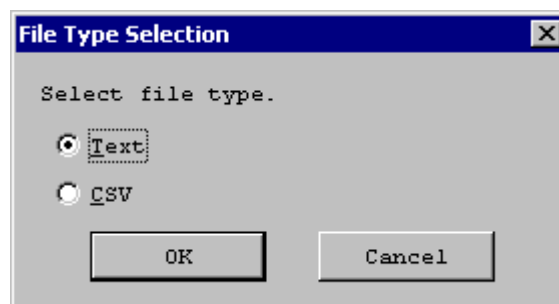 File Type Selection
Select file type.
Text
CSV
OK Cancel